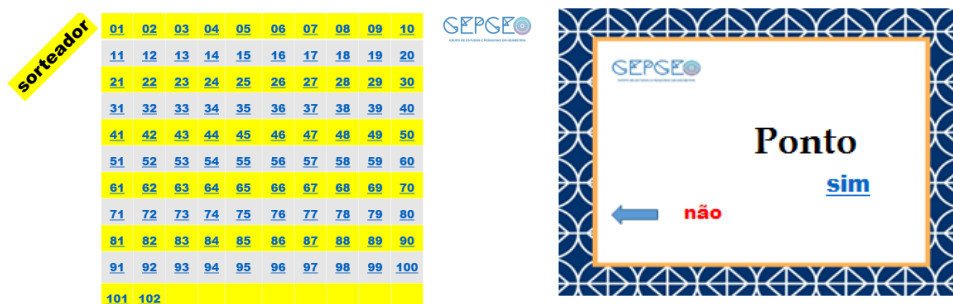 sorteador
01 02 03 04 05 06 07 08 09 10
11 12 13 14 15 16 17 18 19 20
21 22 23 24 25 26 27 28 29 30
31 32 33 34 35 36 37 38 39 40
41 42 43 44 45 46 47 48 49 50
51 52 53 54 55 56 57 58 59 60
61 62 63 64 65 66 67 68 69 70
71 72 73 74 75 76 77 78 79 80
81 82 83 84 85 86 87 88 89 90
91 92 93 94 95 96 97 98 99 100
101 102
GEPGEO
GEPGEO
Ponto
sim
não